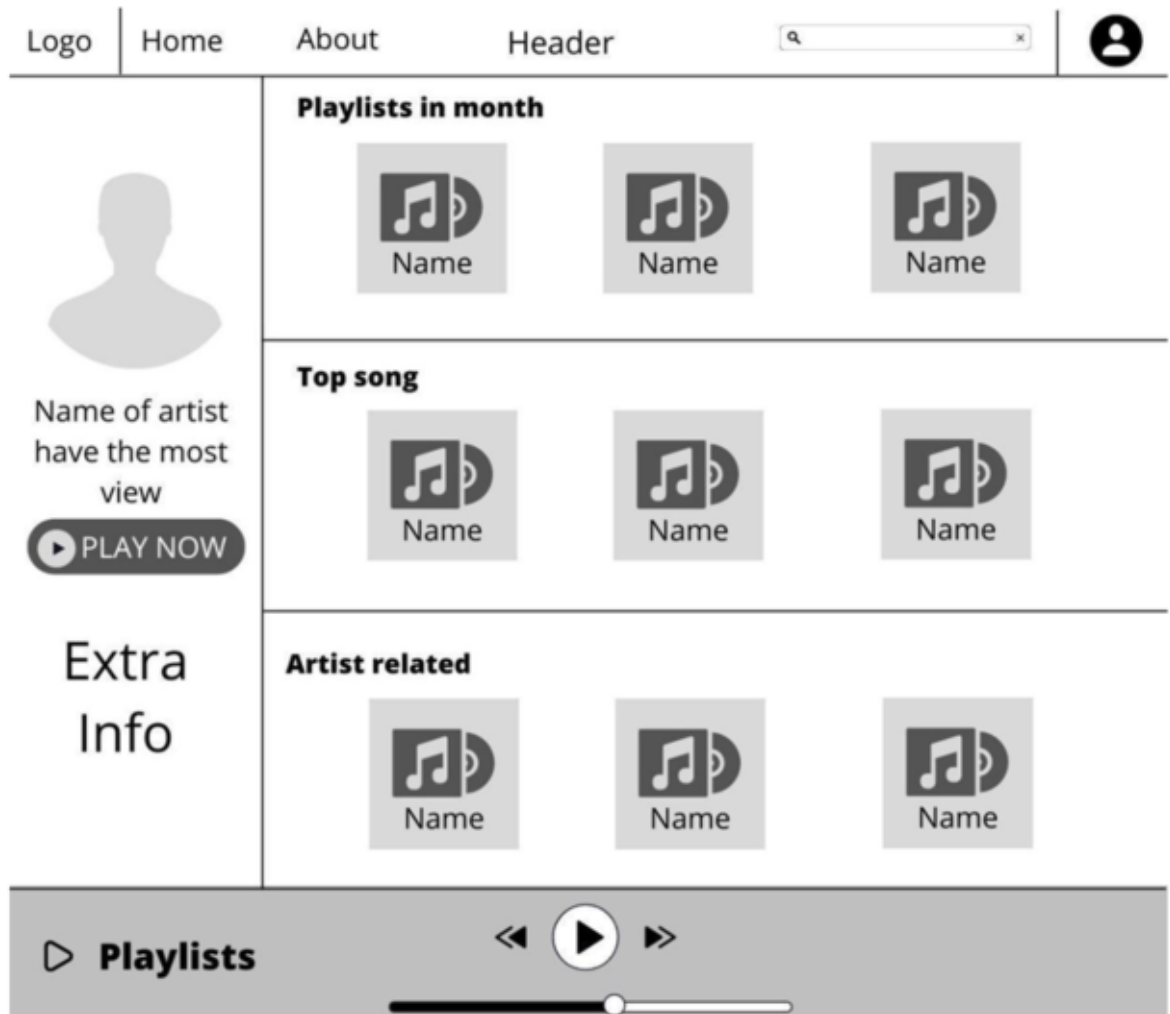 Logo
Home
About
Header
Name of artist
have the most
view
PLAY NOW
Extra
Info
Playlists in month
Name
Name
Name
Top song
Name
Name
Name
Artist related
Name
Name
Name
Playlists